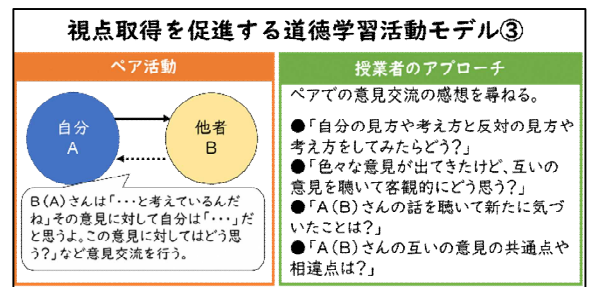 視点取得を促進する道徳学習活動モデル③
ペア活動
自分
A
他者
B
B(A)さんは「・・・と考えているんだ
ね」その意見に対して自分は「・・・」だ
と思うよ。この意見に対してはどう思
う?」など意見交流を行う。
授業者のアプローチ
ペアでの意見交流の感想を尋ねる。
●「自分の見方や考え方と反対の見方や
考え方をしてみたらどう?」
●「色々な意見が出てきたけど、互いの
意見を聴いて客観的にどう思う?」
●「A(B)さんの話を聴いて新たに気づ
いたことは?」
●「A(B)さんの互いの意見の共通点や
相違点は?」